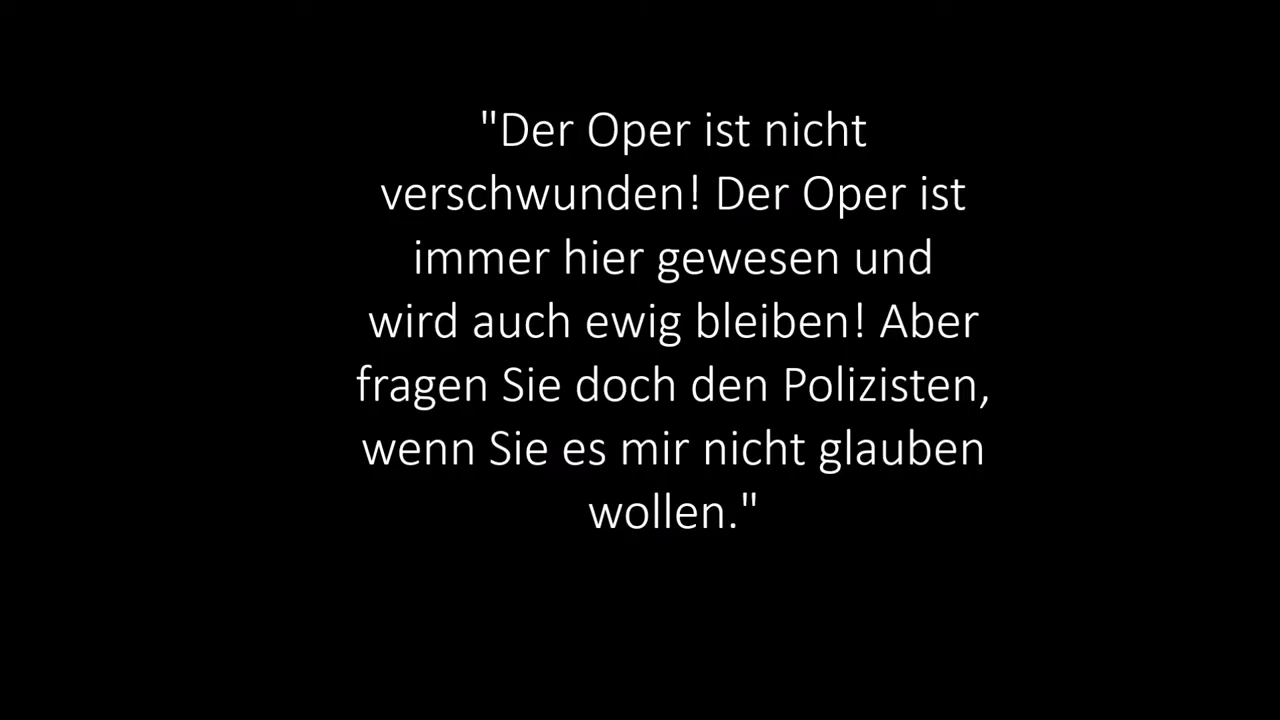 "Der Oper ist nicht
verschwunden! Der Oper ist
immer hier gewesen und
wird auch ewig bleiben! Aber
fragen Sie doch den Polizisten,
wenn Sie es mir nicht glauben
wollen."